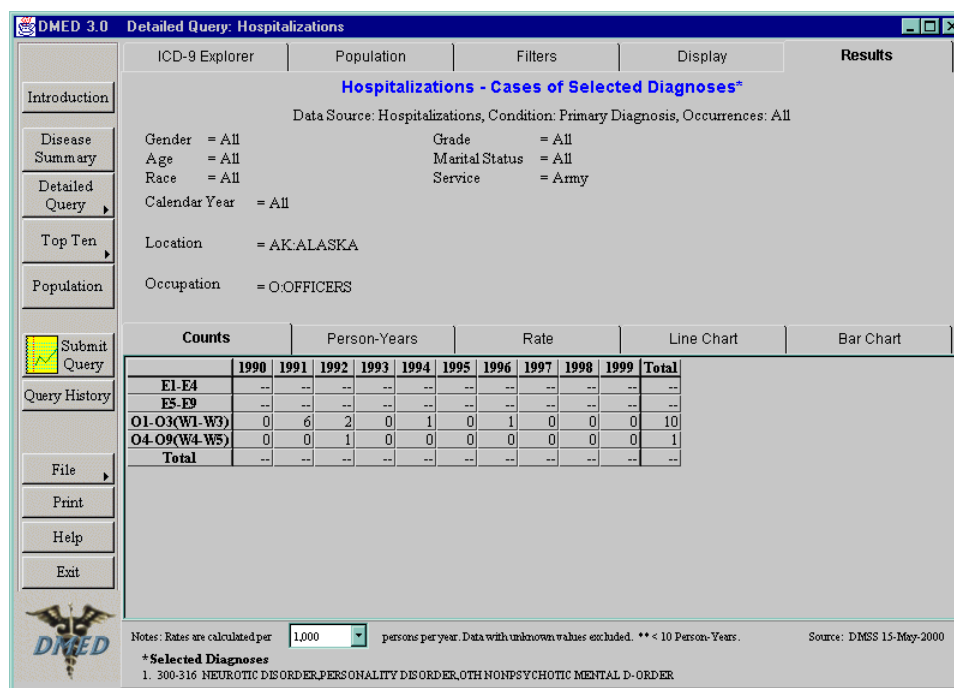 DMED 3.0 Detailed Query: Hospitalizations
ICD-9 Explorer Population Filters Display Results
Introduction
Disease Summary
Detailed Query
Top Ten
Population
Submit Query
Query History
File
Print
Help
Exit
DMED
Hospitalizations - Cases of Selected Diagnoses*
Data Source: Hospitalizations, Condition: Primary Diagnosis, Occurrences: All
Gender = All Grade = All
Age = All Marital Status = All
Race = All Service = Army
Calendar Year = All
Location = AK:ALASKA
Occupation = O:OFFICERS
Counts Person-Years Rate Line Chart Bar Chart
1990 1991 1992 1993 1994 1995 1996 1997 1998 1999 Total
E1-E4 -- -- -- -- -- -- -- -- -- -- --
E5-E9 -- -- -- -- -- -- -- -- -- -- --
O1-O3(W1-W3) 0 6 2 0 1 0 1 0 0 0 10
O4-O9(W4-W5) 0 0 1 0 0 0 0 0 0 0 1
Total -- -- -- -- -- -- -- -- -- -- --
Notes: Rates are calculated per 1,000 persons per year. Data with unknown values excluded. ** < 10 Person-Years. Source: DMSS 15-May-2000
*Selected Diagnoses
1. 300-316 NEUROTIC DISORDER,PERSONALITY DISORDER,OTH NONPSYCHOTIC MENTAL D-ORDER